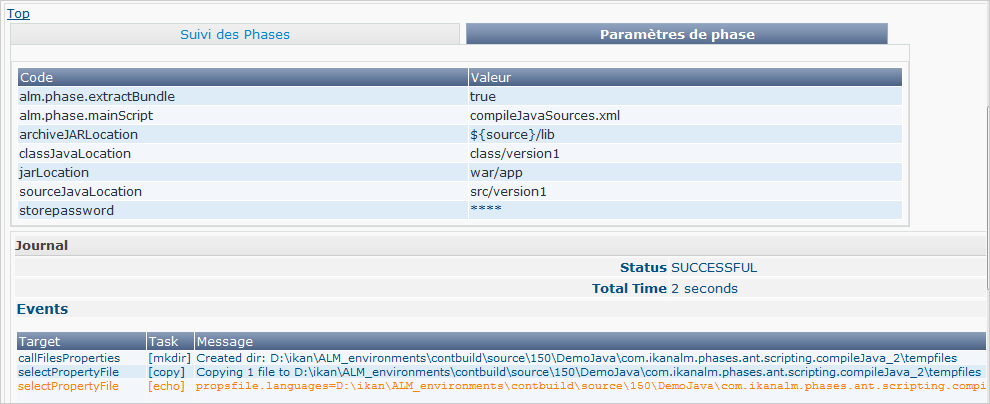 Top
Suivi des Phases Paramètres de phase
Code Valeur
alm.phase.extractBundle true
alm.phase.mainScript compileJavaSources.xml
archiveJARLocation ${source}/lib
classJavaLocation class/version1
jarLocation war/app
sourceJavaLocation src/version1
storepassword ****
Journal
Status SUCCESSFUL
Total Time 2 seconds
Events
Target Task Message
callFilesProperties [mkdir] Created dir: D:\ikan\ALM_environments\contbuild\source\150\DemoJava\com.ikanalm.phases.ant.scripting.compileJava_2\tempfiles
selectPropertyFile [copy] Copying 1 file to D:\ikan\ALM_environments\contbuild\source\150\DemoJava\com.ikanalm.phases.ant.scripting.compileJava_2\tempfiles
selectPropertyFile [echo] propsfile.languages=D:\ikan\ALM_environments\contbuild\source\150\DemoJava\com.ikanalm.phases.ant.scripting.compi